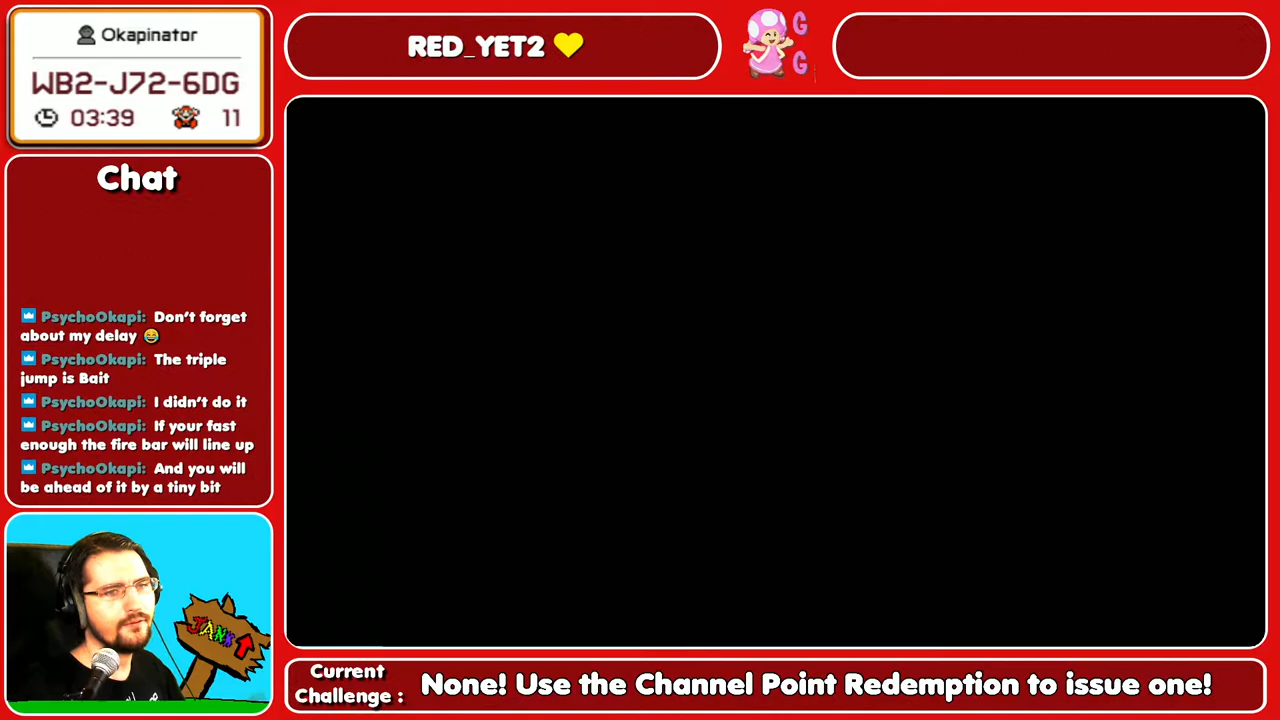 Okapinator
WB2-J72-6DG
03:39 11
RED_YET2 💛
G
G
Chat
PsychoOkapi: Don't forget
about my delay 😂
PsychoOkapi: The triple
jump is Bait
PsychoOkapi: I didn't do it
PsychoOkapi: If your fast
enough the fire bar will line up
PsychoOkapi: And you will
be ahead of it by a tiny bit
JANK
Current
Challenge :
None! Use the Channel Point Redemption to issue one!